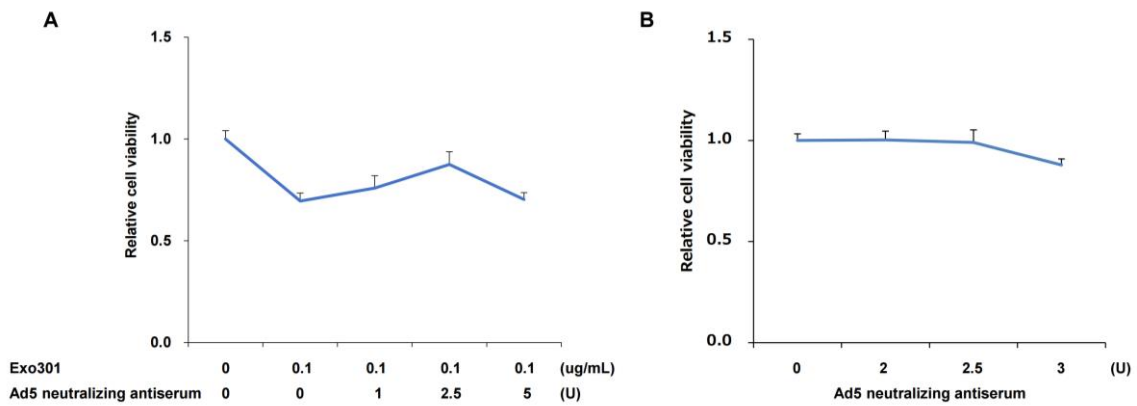 A
1.5
1.0
0.5
0.0
Relative cell viability
Exo301 0 0.1 0.1 0.1 0.1 (ug/mL)
Ad5 neutralizing antiserum 0 0 1 2.5 5 (U)
B
1.5
1.0
0.5
0.0
Relative cell viability
0 2 2.5 3 (U)
Ad5 neutralizing antiserum